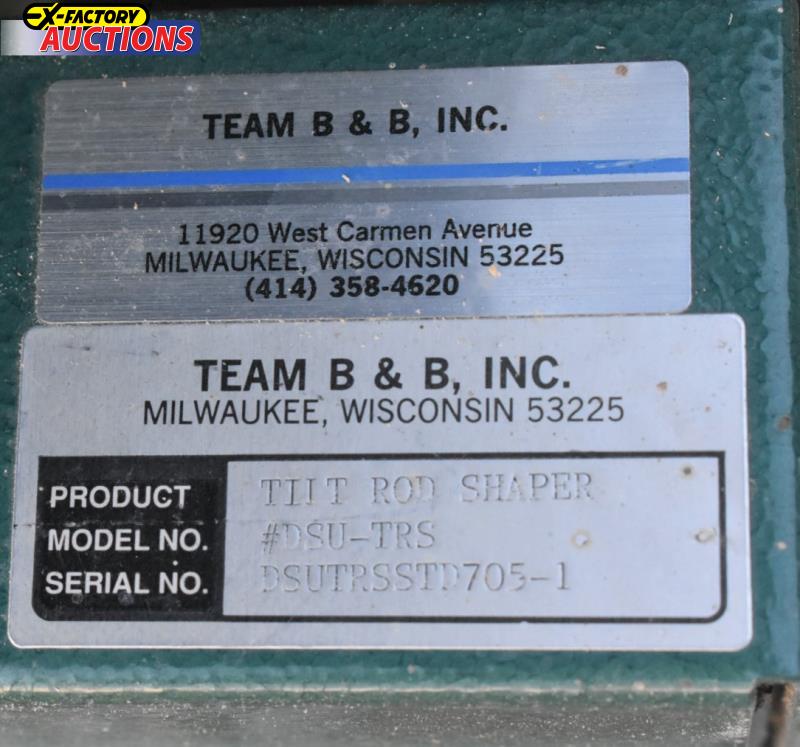 X-FACTORY
AUCTIONS
TEAM B & B, INC.
11920 West Carmen Avenue
MILWAUKEE, WISCONSIN 53225
(414) 358-4620
TEAM B & B, INC.
MILWAUKEE, WISCONSIN 53225
PRODUCT TILT ROD SHAPER
MODEL NO. #DSU-TRS
SERIAL NO. DSUTRSSTD705-1